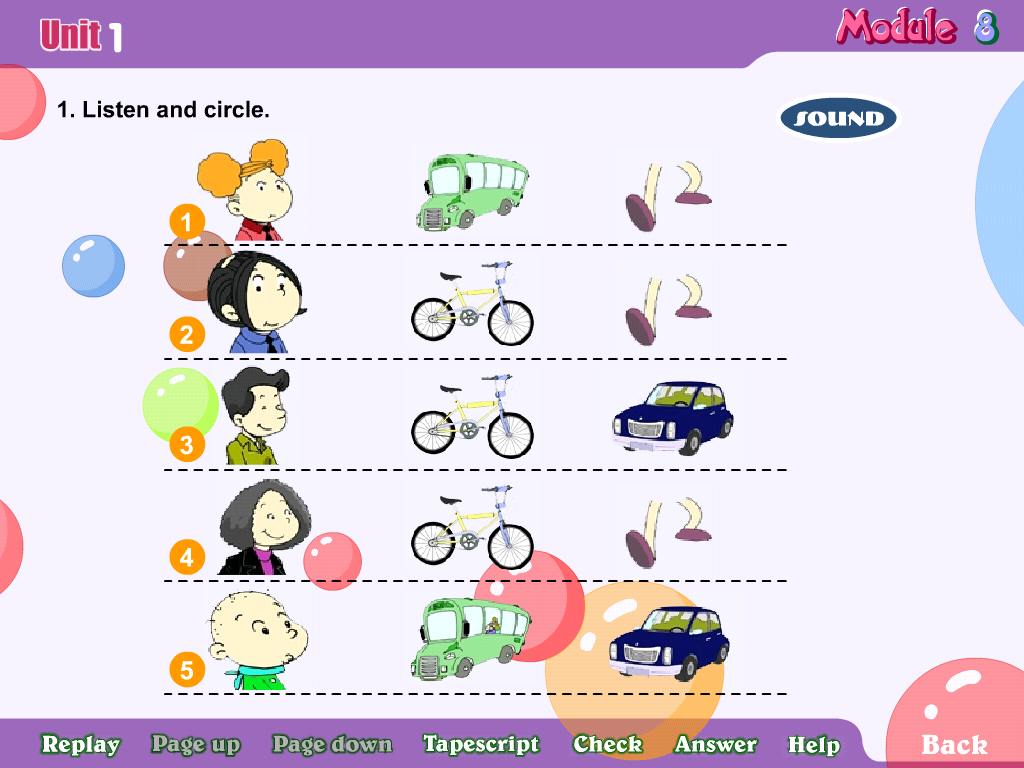 Unit 1
Module 8
1. Listen and circle.
SOUND
1
2
3
4
5
Replay Page up Page down Tapescript Check Answer Help Back